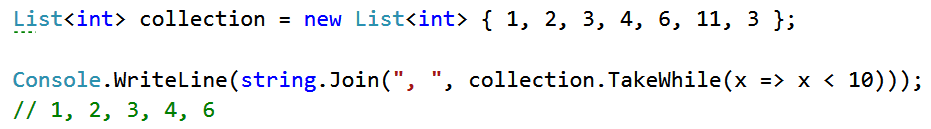 List<int> collection = new List<int> { 1, 2, 3, 4, 6, 11, 3 };
Console.WriteLine(string.Join(", ", collection.TakeWhile(x => x < 10)));
// 1, 2, 3, 4, 6